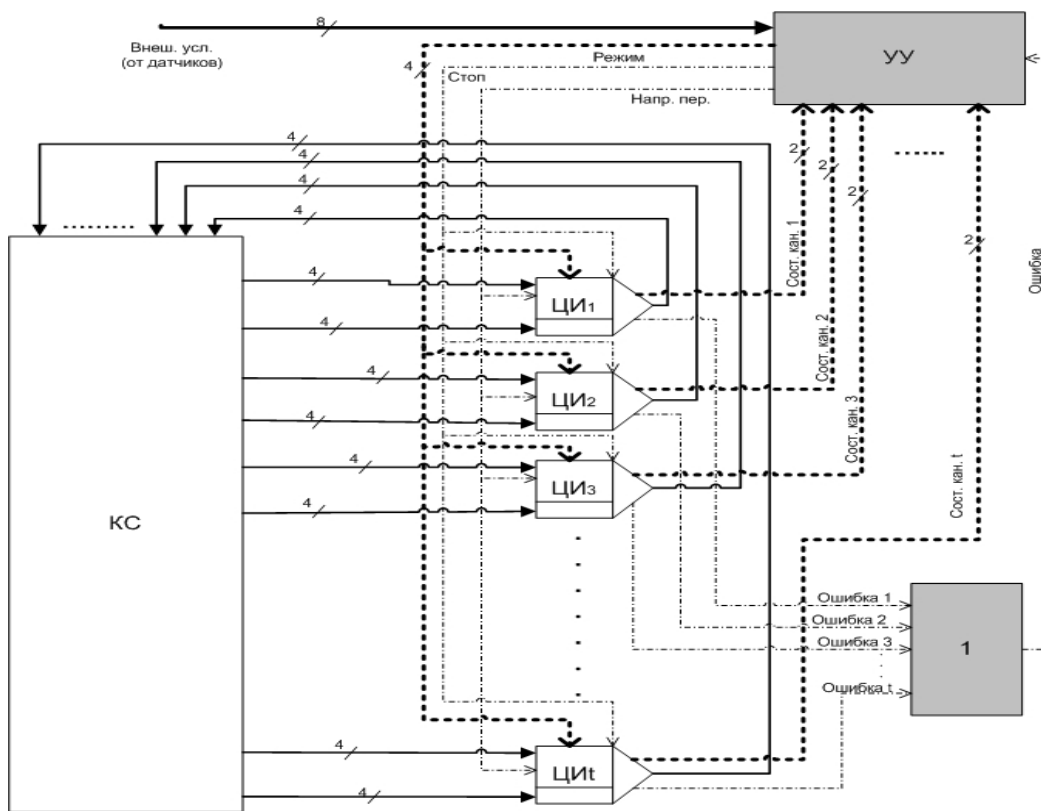 8
Внеш. усл.
(от датчиков)
УУ
4
Режим
Стоп
Напр. пер.
4
4
4
4
2
2
2
2
Сост. кан. 1
Сост. кан. 2
Сост. кан. 3
Сост. кан. t
Ошибка
КС
4
ЦИ1
4
4
ЦИ2
4
4
ЦИ3
4
Ошибка 1
Ошибка 2
Ошибка 3
Ошибка t
1
4
ЦИt
4